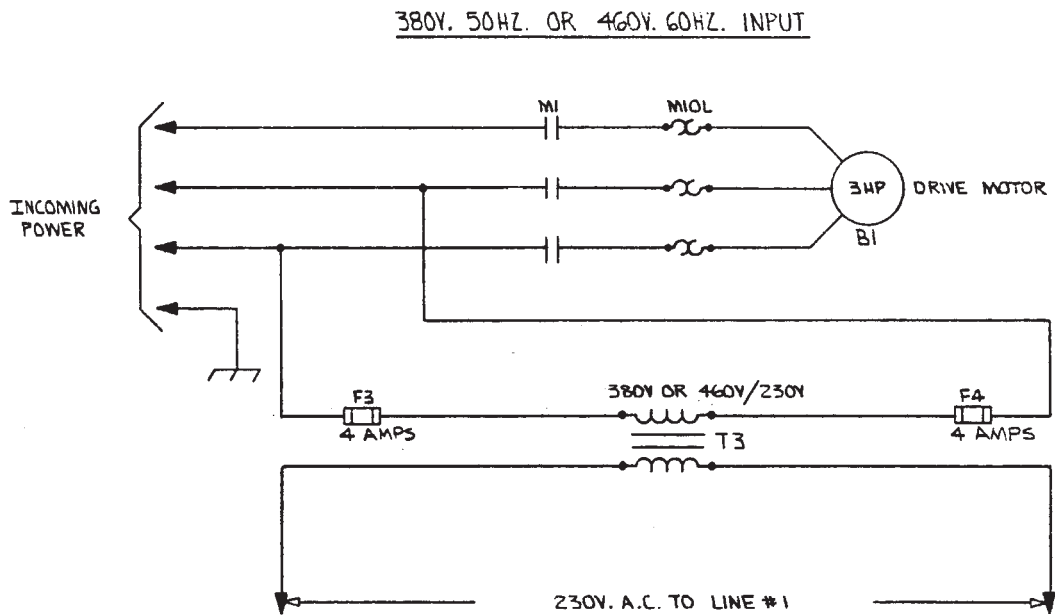 380V. 50HZ. OR 460V. 60HZ. INPUT
M1
M1OL
INCOMING
POWER
3HP
DRIVE MOTOR
B1
F3
4 AMPS
380V OR 460V/230V
T3
F4
4 AMPS
230V. A.C. TO LINE #1